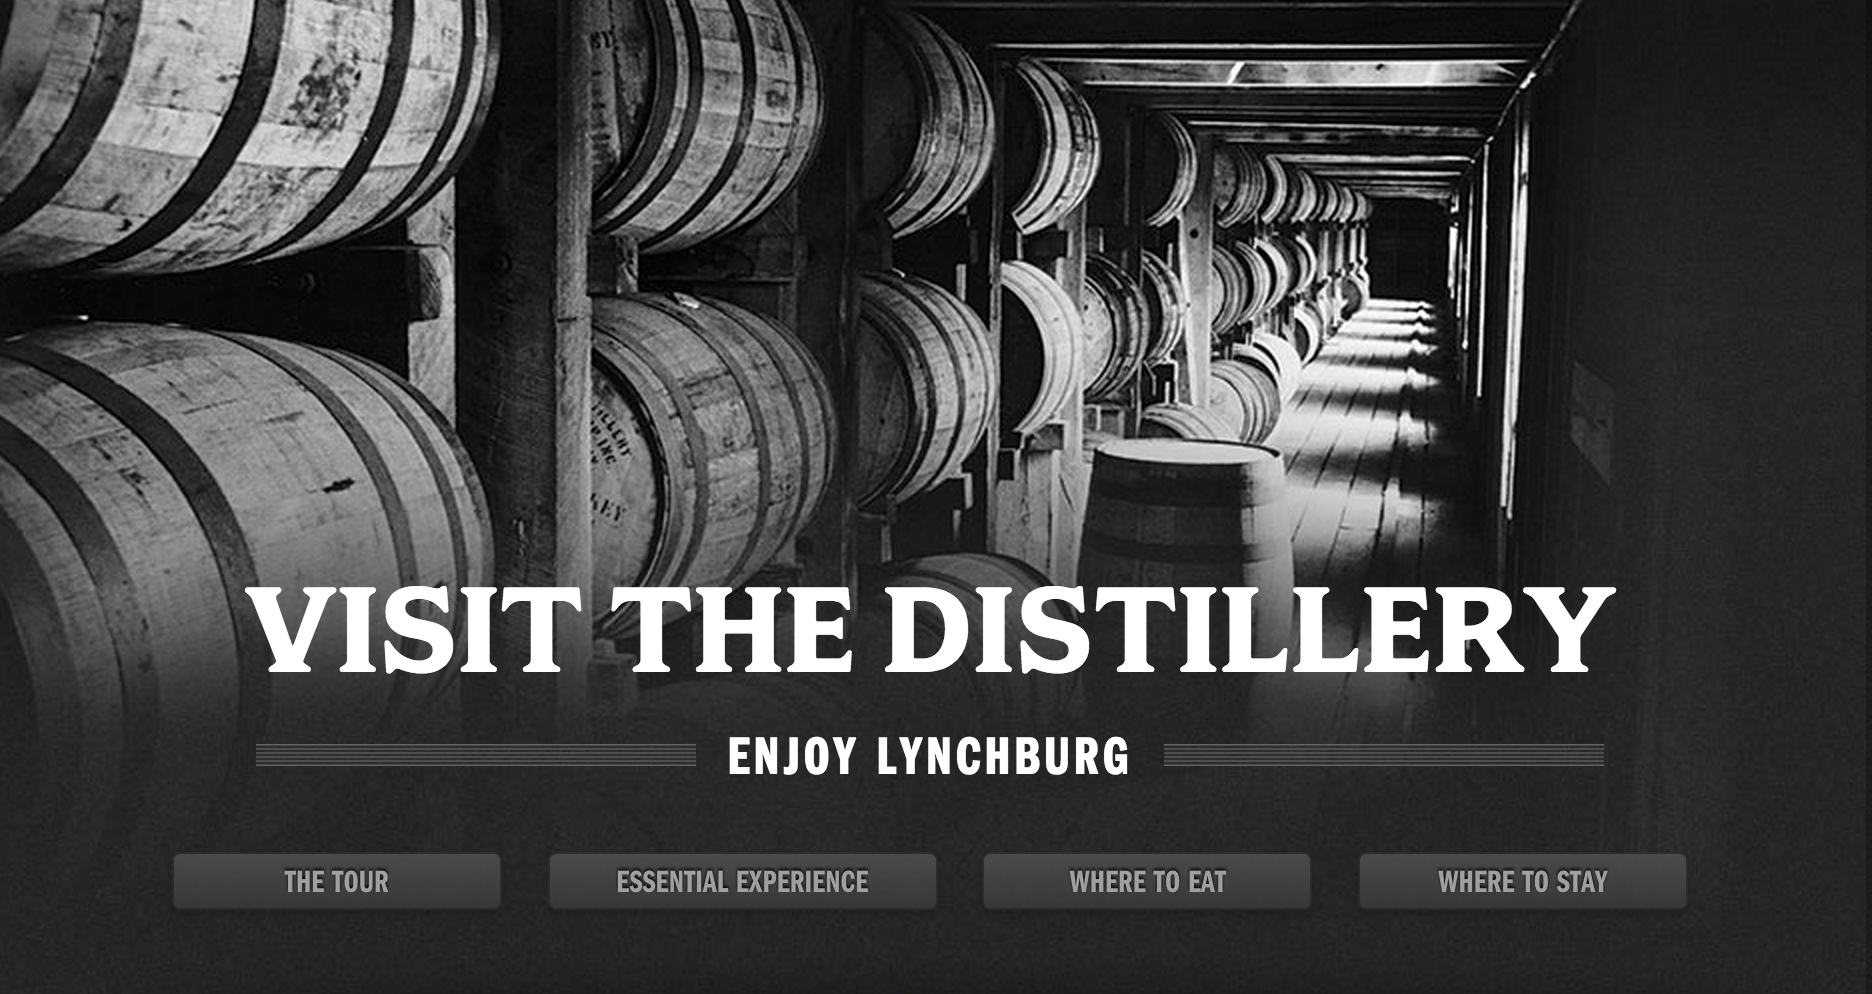 VISIT THE DISTILLERY
ENJOY LYNCHBURG
THE TOUR
ESSENTIAL EXPERIENCE
WHERE TO EAT
WHERE TO STAY